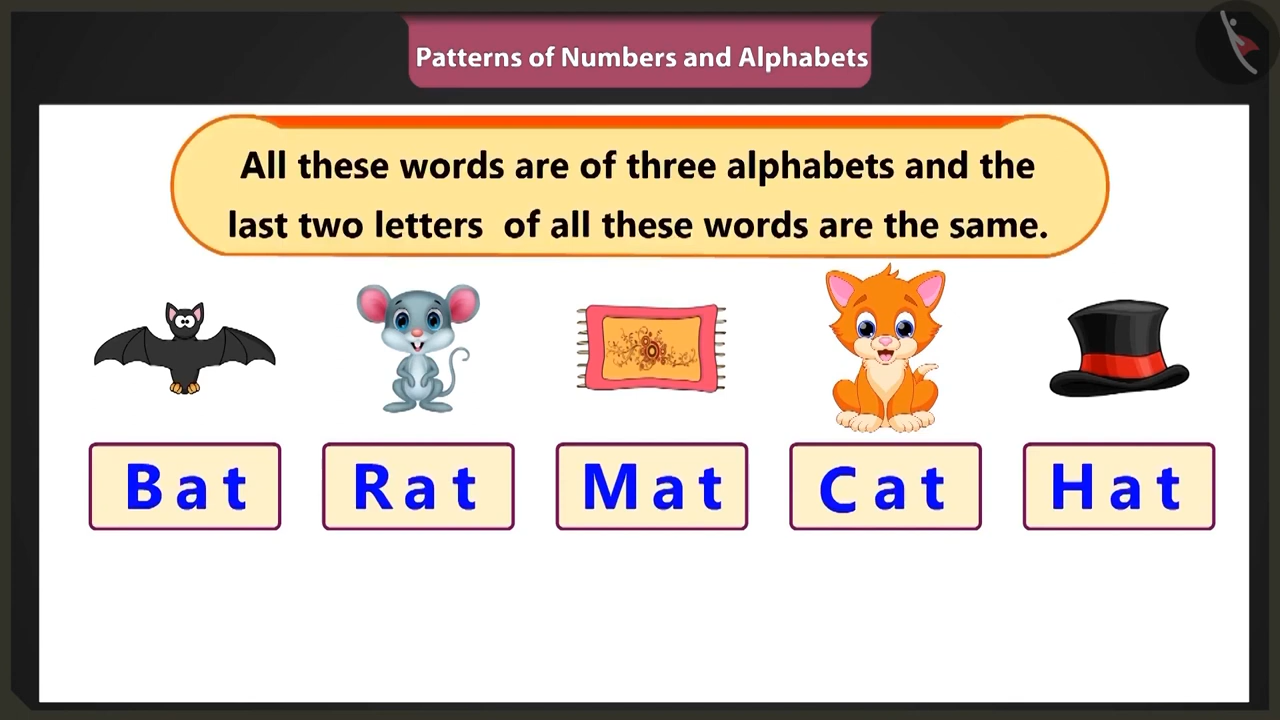 Patterns of Numbers and Alphabets
All these words are of three alphabets and the
last two letters of all these words are the same.
Bat Rat Mat Cat Hat